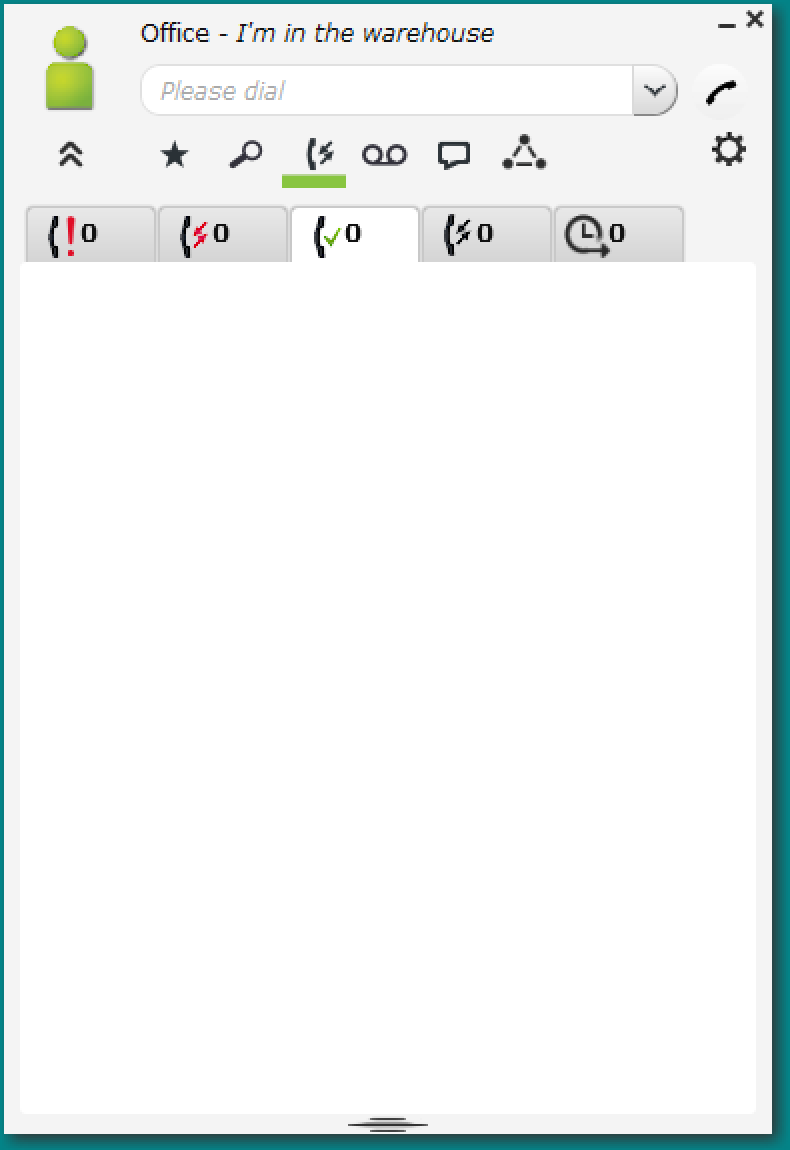 Office - I'm in the warehouse
Please dial
0 0 0 0 0